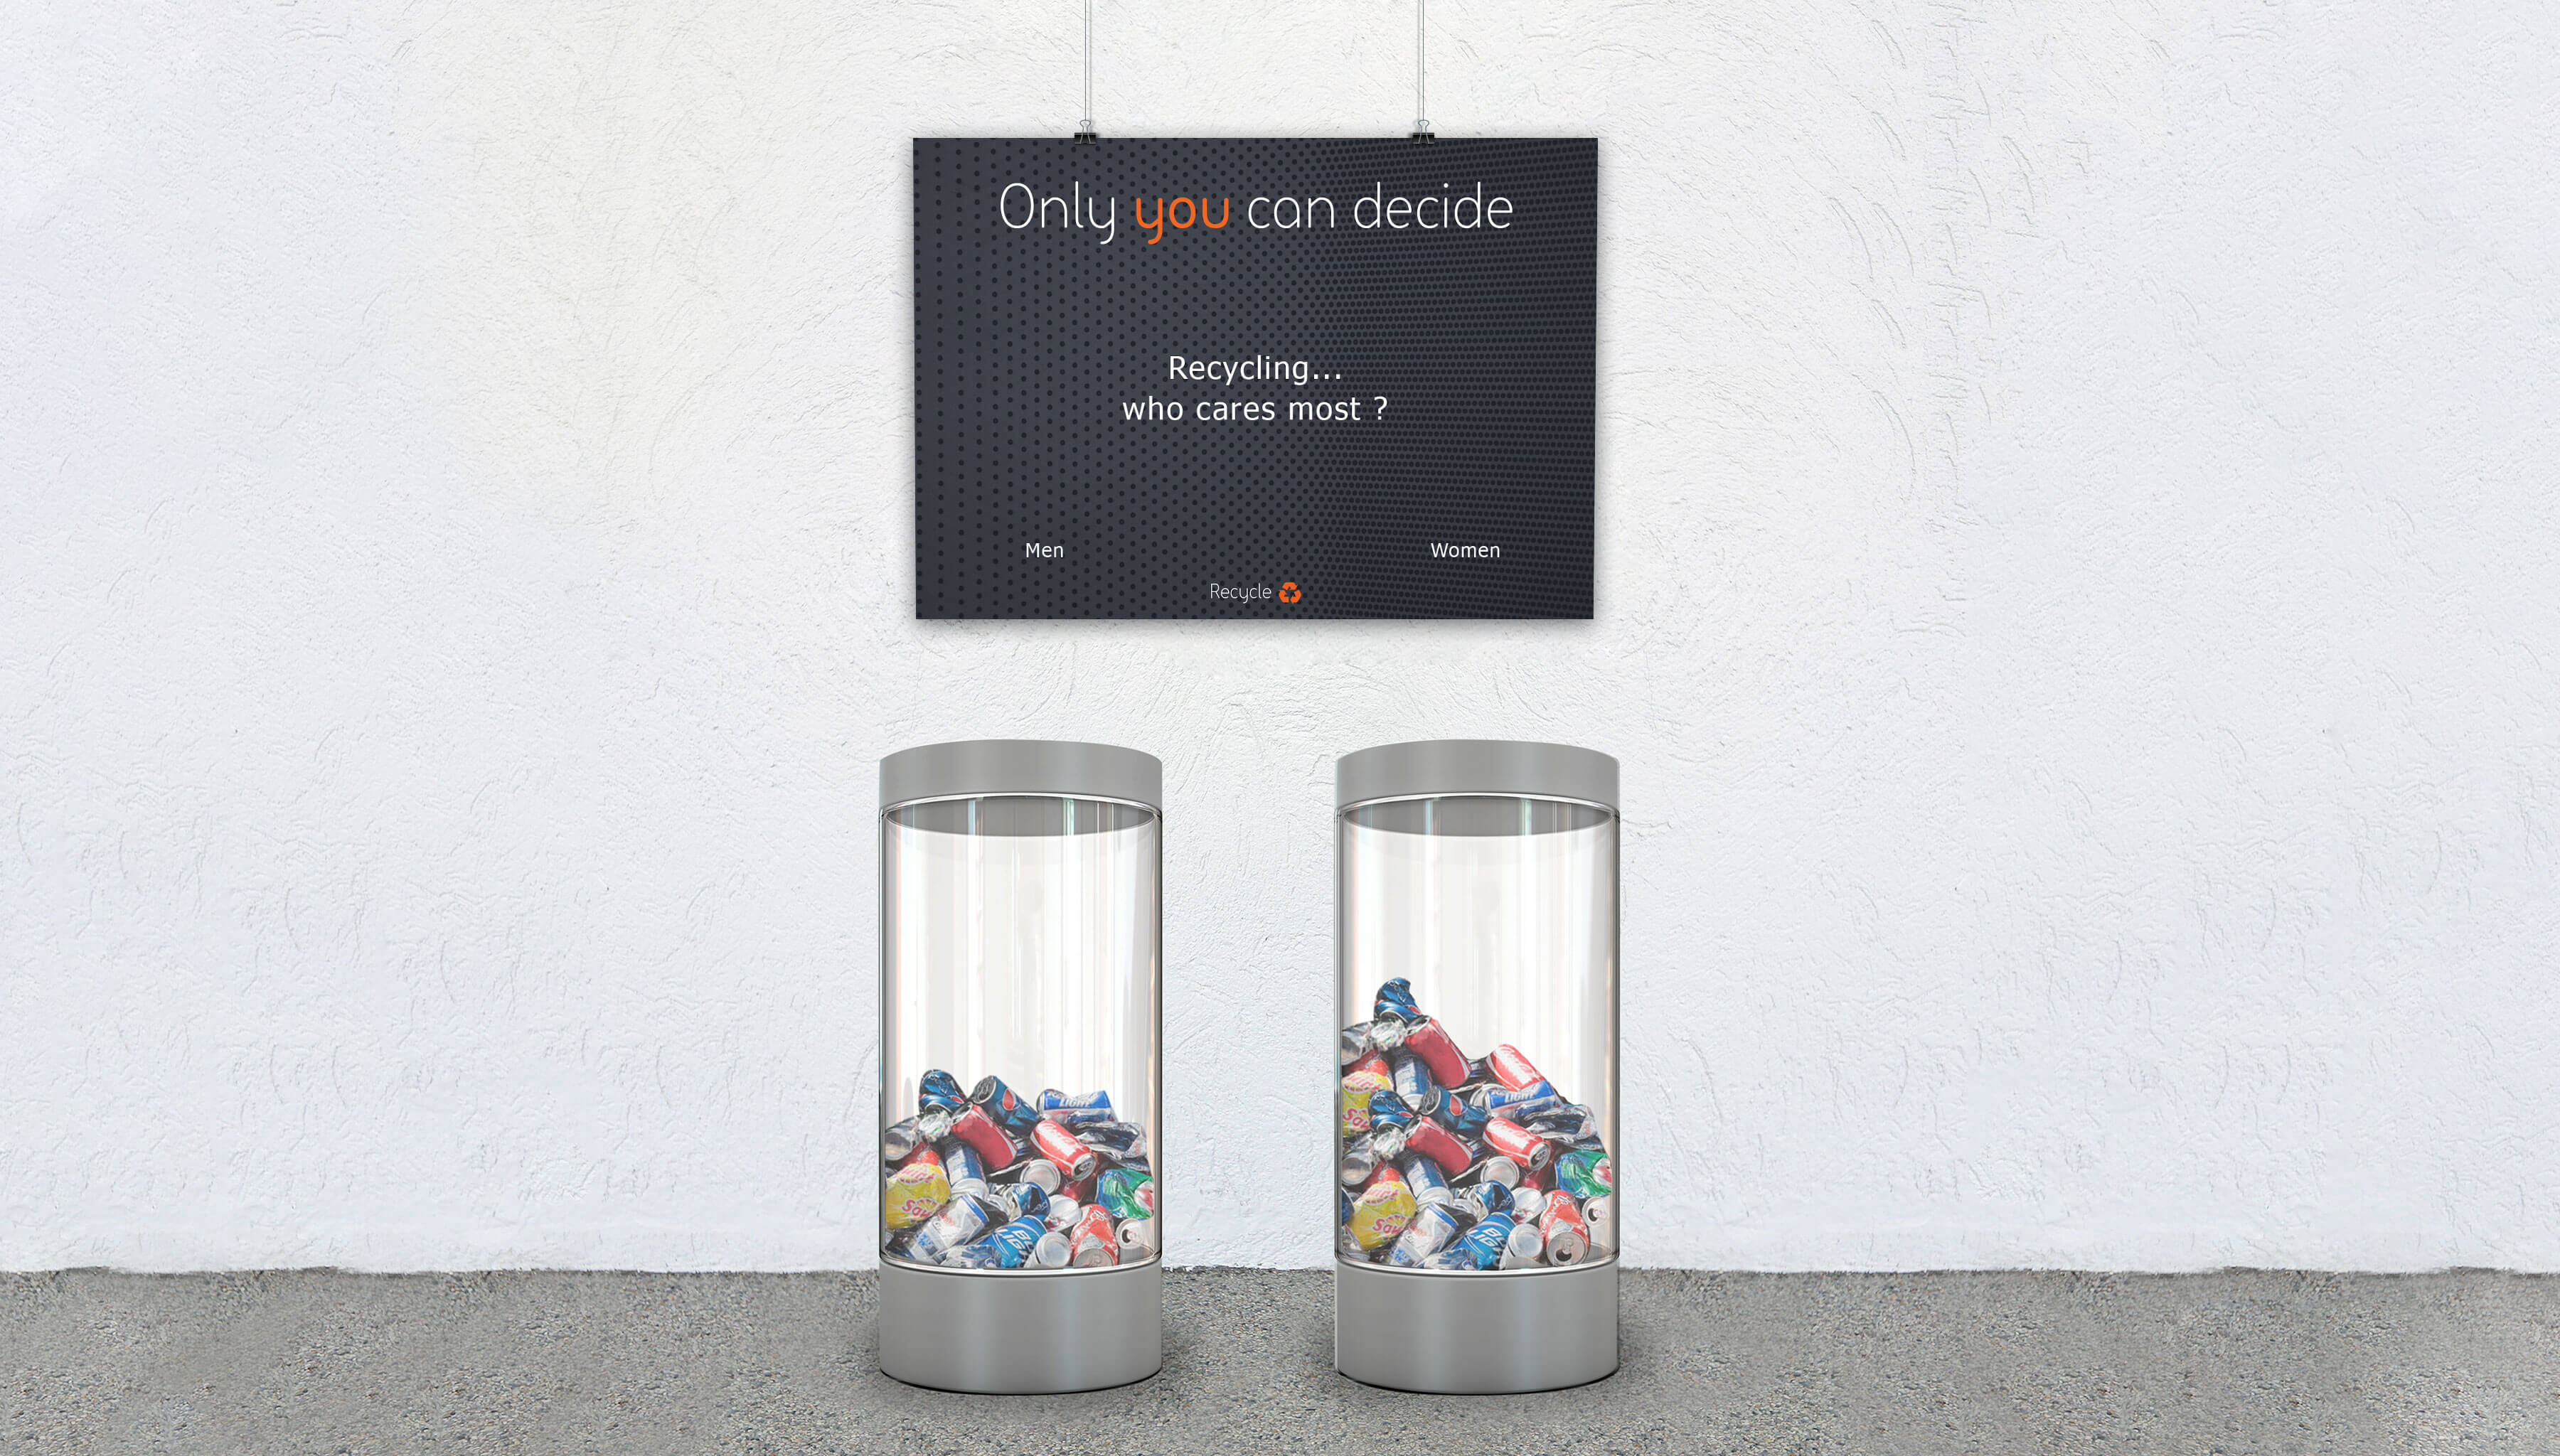 Only you can decide
Recycling...
who cares most ?
Men
Women
Recycle